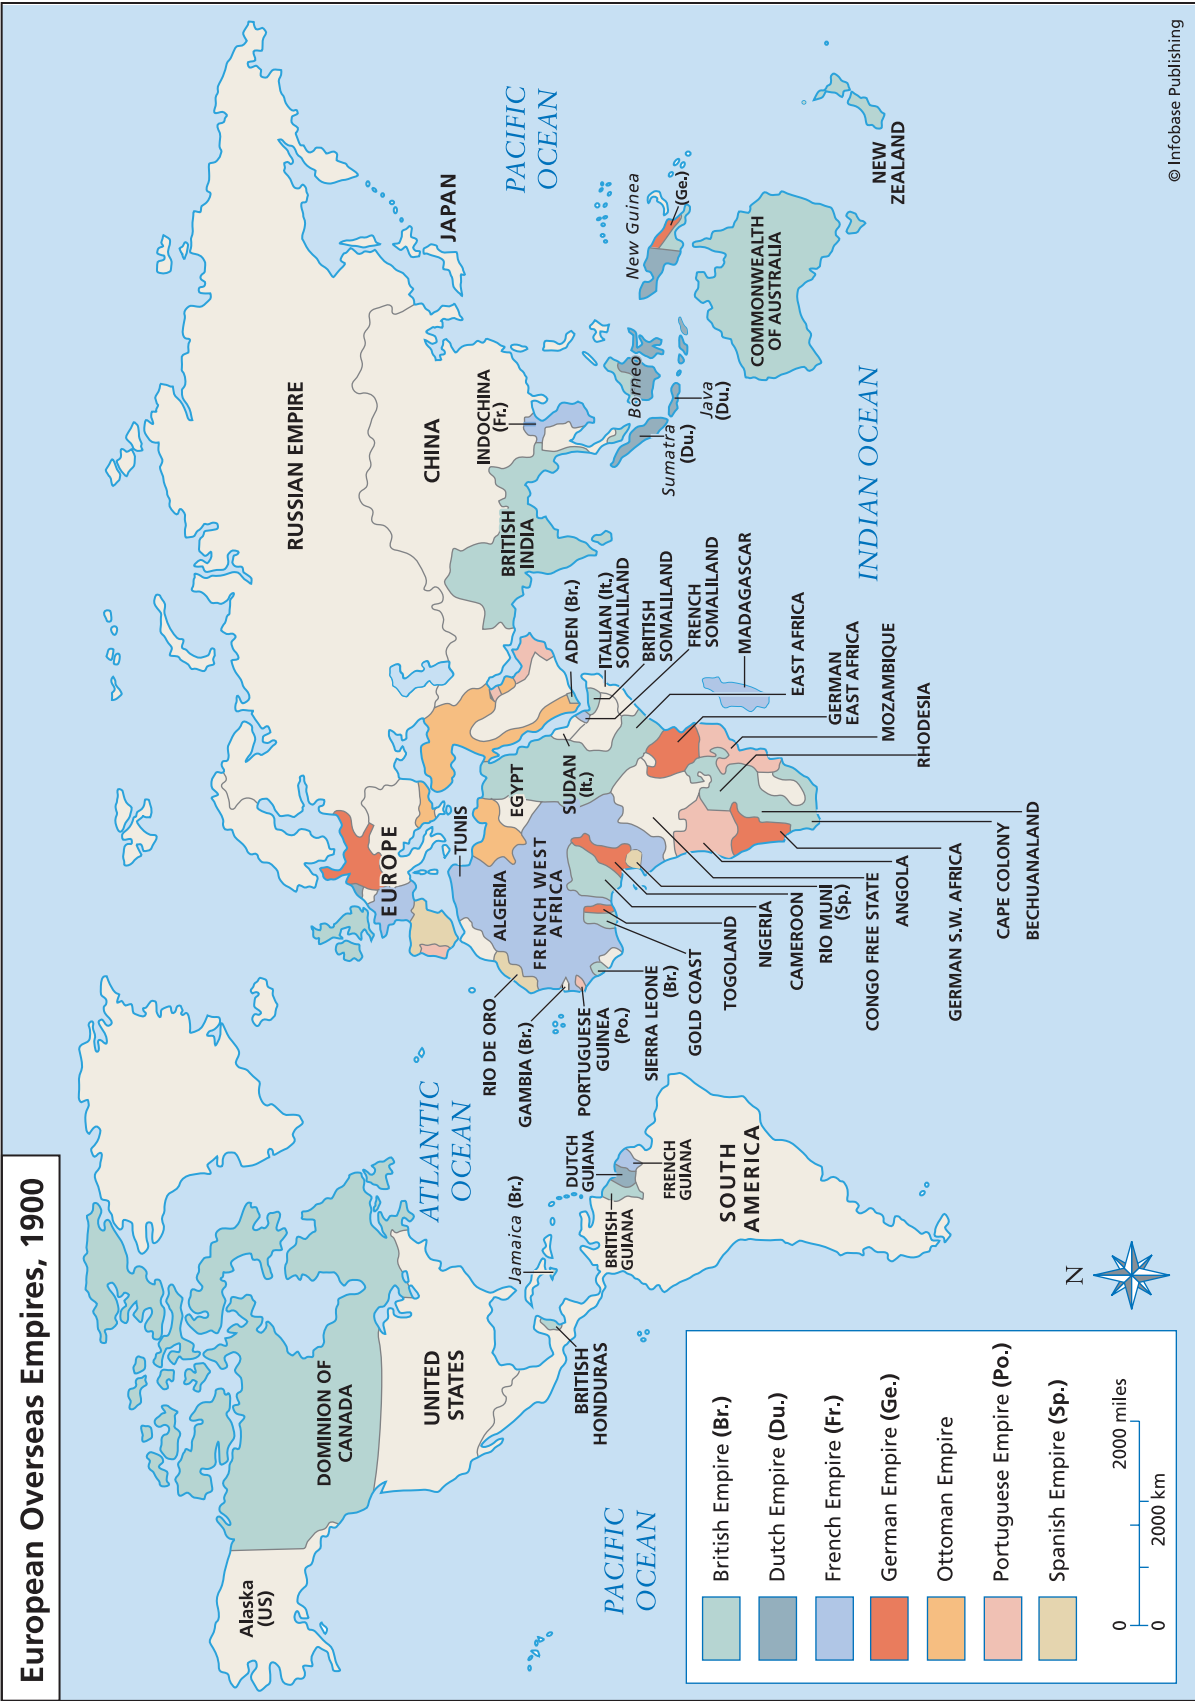 European Overseas Empires, 1900
Alaska
(US)
DOMINION OF
CANADA
UNITED
STATES
BRITISH
HONDURAS
Jamaica (Br.)
BRITISH
GUIANA
DUTCH
GUIANA
FRENCH
GUIANA
SOUTH
AMERICA
ATLANTIC
OCEAN
PACIFIC
OCEAN
RUSSIAN EMPIRE
EUROPE
CHINA
JAPAN
PACIFIC
OCEAN
INDOCHINA
(Fr.)
BRITISH
INDIA
TUNIS
ALGERIA
EGYPT
FRENCH WEST
AFRICA
SUDAN
(It.)
ADEN (Br.)
ITALIAN (It.)
SOMALILAND
BRITISH
SOMALILAND
FRENCH
SOMALILAND
MADAGASCAR
EAST AFRICA
GERMAN
EAST AFRICA
MOZAMBIQUE
RHODESIA
RIO DE ORO
GAMBIA (Br.)
PORTUGUESE
GUINEA
(Po.)
SIERRA LEONE
(Br.)
GOLD COAST
TOGOLAND
NIGERIA
CAMEROON
RIO MUNI
(Sp.)
CONGO FREE STATE
ANGOLA
GERMAN S.W. AFRICA
CAPE COLONY
BECHUANALAND
New Guinea
(Ge.)
Borneo
Sumatra
(Du.)
Java
(Du.)
COMMONWEALTH
OF AUSTRALIA
NEW
ZEALAND
INDIAN OCEAN
N
British Empire (Br.)
Dutch Empire (Du.)
French Empire (Fr.)
German Empire (Ge.)
Ottoman Empire
Portuguese Empire (Po.)
Spanish Empire (Sp.)
0 2000 miles
0 2000 km
© Infobase Publishing